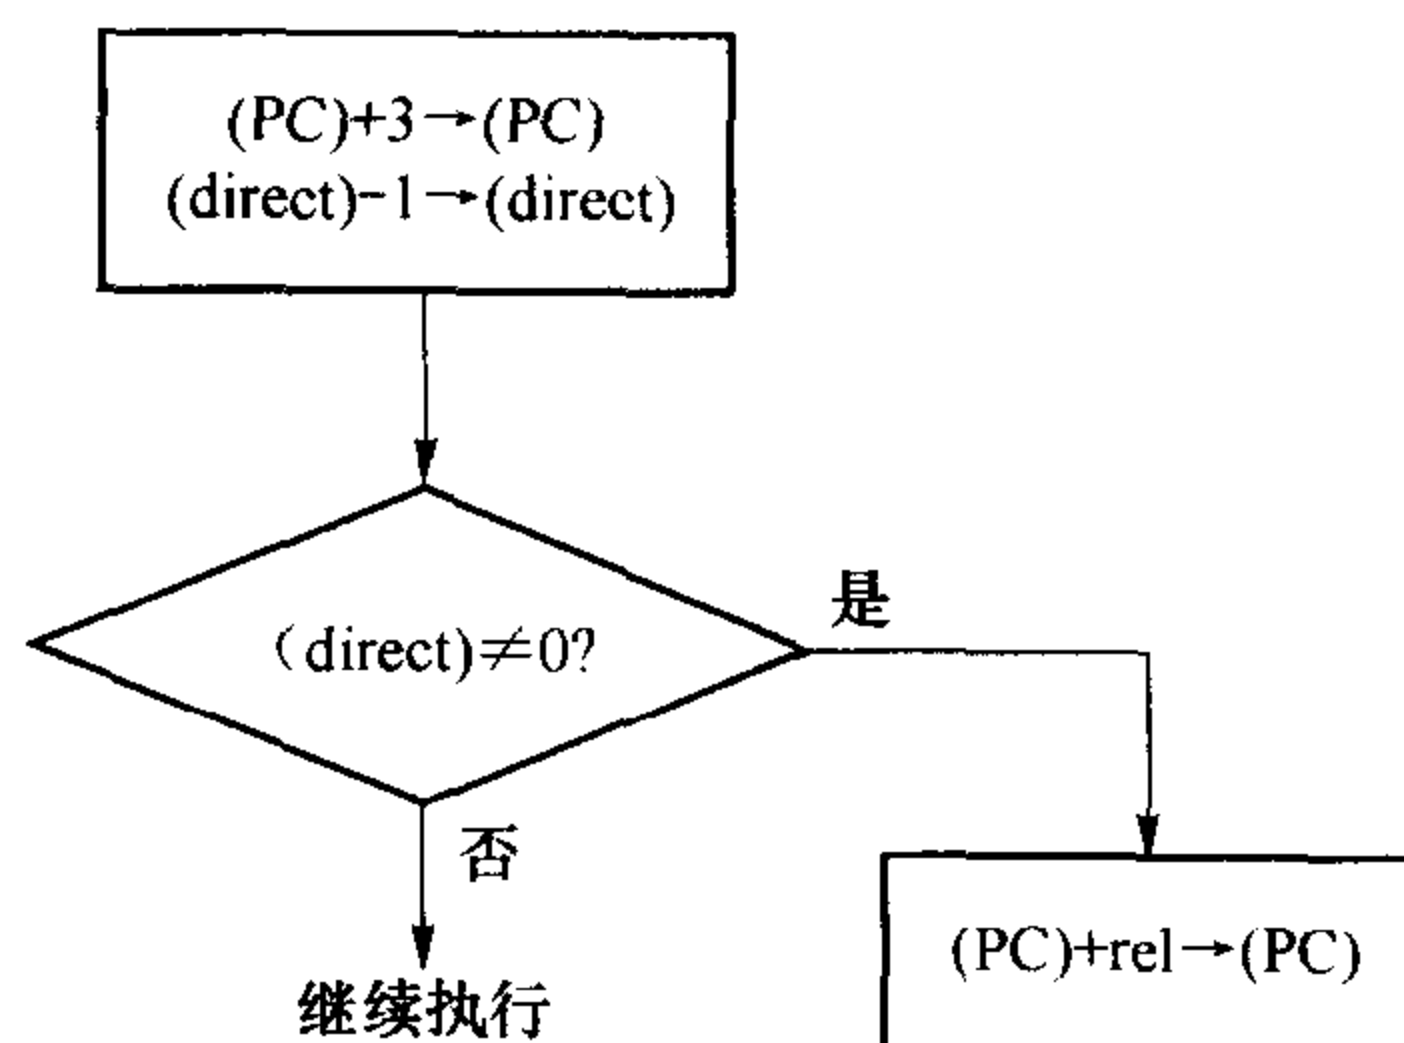 (PC)+3→(PC)
(direct)-1→(direct)
（direct)≠0?
是
否
(PC)+rel→(PC)
继续执行